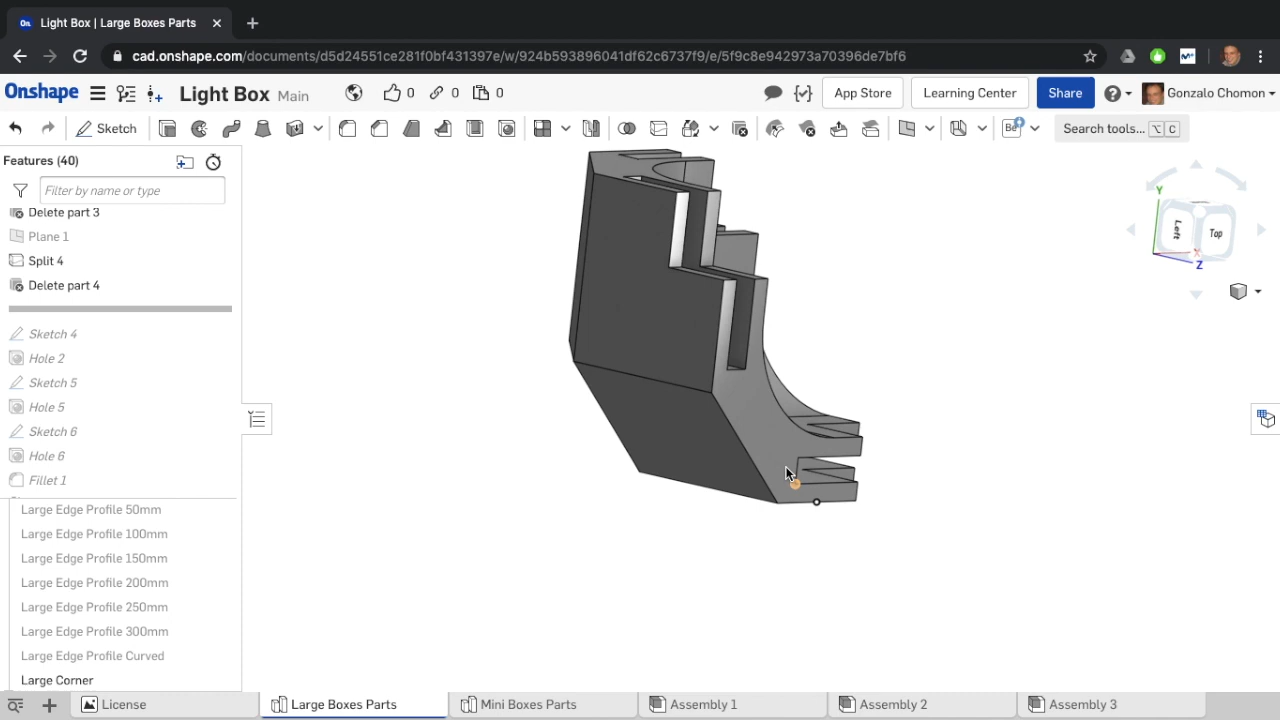 On Light Box | Large Boxes Parts
cad.onshape.com/documents/d5d24551ce281f0bf431397e/w/924b593896041df62c6737f9/e/5f9c8e942973a70396de7bf6
Onshape Light Box Main 0 0 0 App Store Learning Center Share Gonzalo Chomon
Sketch Search tools... ⌥ C
Features (40)
Filter by name or type
Delete part 3
Plane 1
Split 4
Delete part 4
Sketch 4
Hole 2
Sketch 5
Hole 5
Sketch 6
Hole 6
Fillet 1
Large Edge Profile 50mm
Large Edge Profile 100mm
Large Edge Profile 150mm
Large Edge Profile 200mm
Large Edge Profile 250mm
Large Edge Profile 300mm
Large Edge Profile Curved
Large Corner
Y
Left Top
X
Z
License Large Boxes Parts Mini Boxes Parts Assembly 1 Assembly 2 Assembly 3